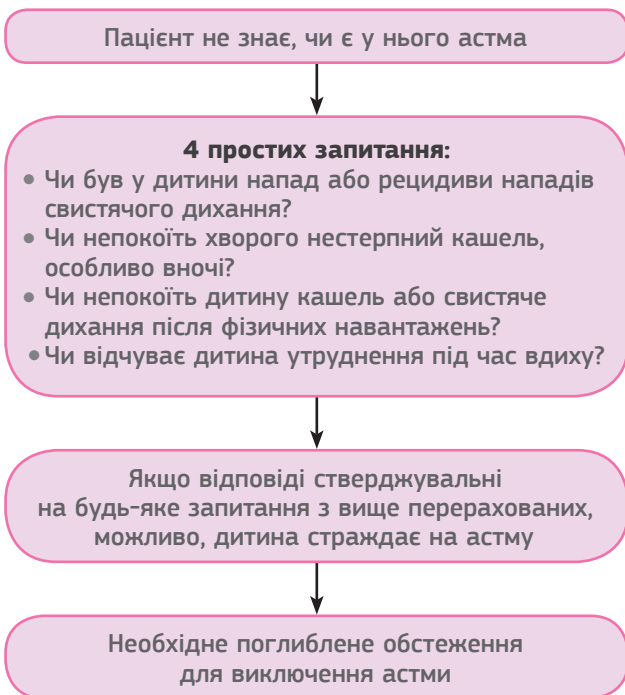 Пацієнт не знає, чи є у нього астма
4 простих запитання:
• Чи був у дитини напад або рецидиви нападів
свистячого дихання?
• Чи непокоїть хворого нестерпний кашель,
особливо вночі?
• Чи непокоїть дитину кашель або свистяче
дихання після фізичних навантажень?
• Чи відчуває дитина утруднення під час вдиху?
Якщо відповіді стверджувальні
на будь-яке запитання з вище перерахованих,
можливо, дитина страждає на астму
Необхідне поглиблене обстеження
для виключення астми